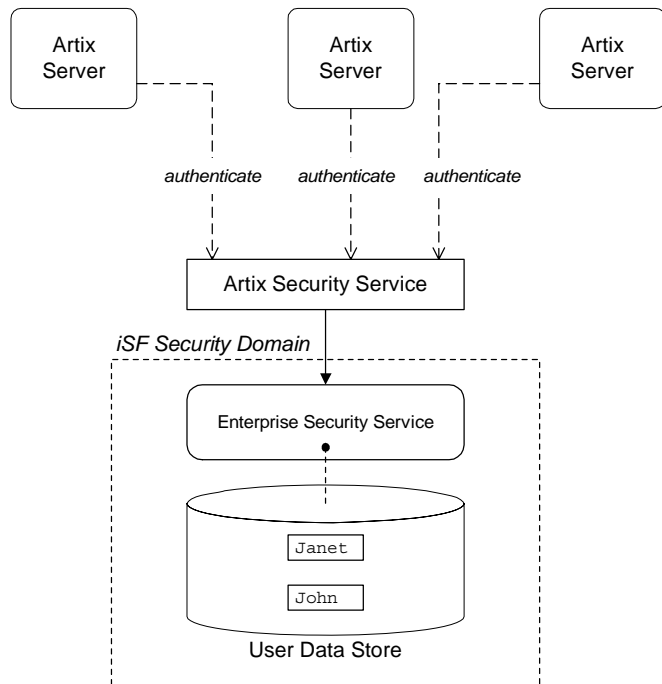 Artix
Server
Artix
Server
Artix
Server
authenticate
authenticate
authenticate
Artix Security Service
iSF Security Domain
Enterprise Security Service
Janet
John
User Data Store